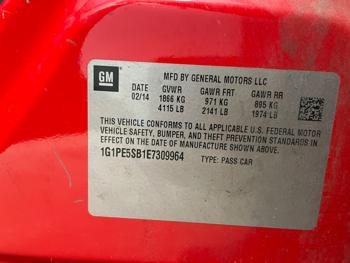 GM
MFD BY GENERAL MOTORS LLC
DATE GVWR GAWR FRT GAWR RR
02/14 1866 KG 971 KG 895 KG
4115 LB 2141 LB 1974 LB
THIS VEHICLE CONFORMS TO ALL APPLICABLE U.S. FEDERAL MOTOR
VEHICLE SAFETY, BUMPER, AND THEFT PREVENTION STANDARDS IN
EFFECT ON THE DATE OF MANUFACTURE SHOWN ABOVE.
1G1PE5SB1E7309964 TYPE: PASS CAR